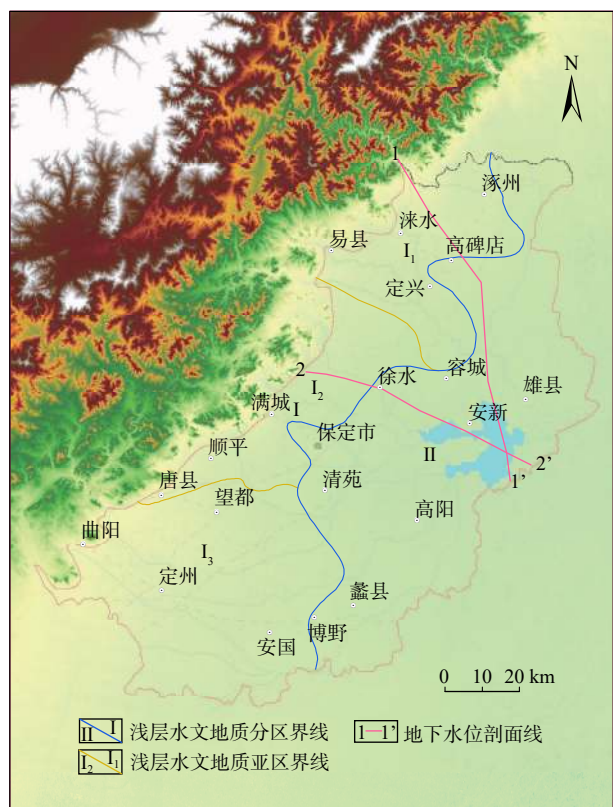 N
1
涿州
涞水
易县
I₁
高碑店
定兴
2
徐水
容城
I₂
雄县
满城
I
安新
保定市
II
2’
顺平
1’
唐县
清苑
望都
高阳
曲阳
I₃
定州
蠡县
博野
安国
0 10 20 km
II I 浅层水文地质分区界线
1 1’ 地下水位剖面线
I₂ I₁ 浅层水文地质亚区界线